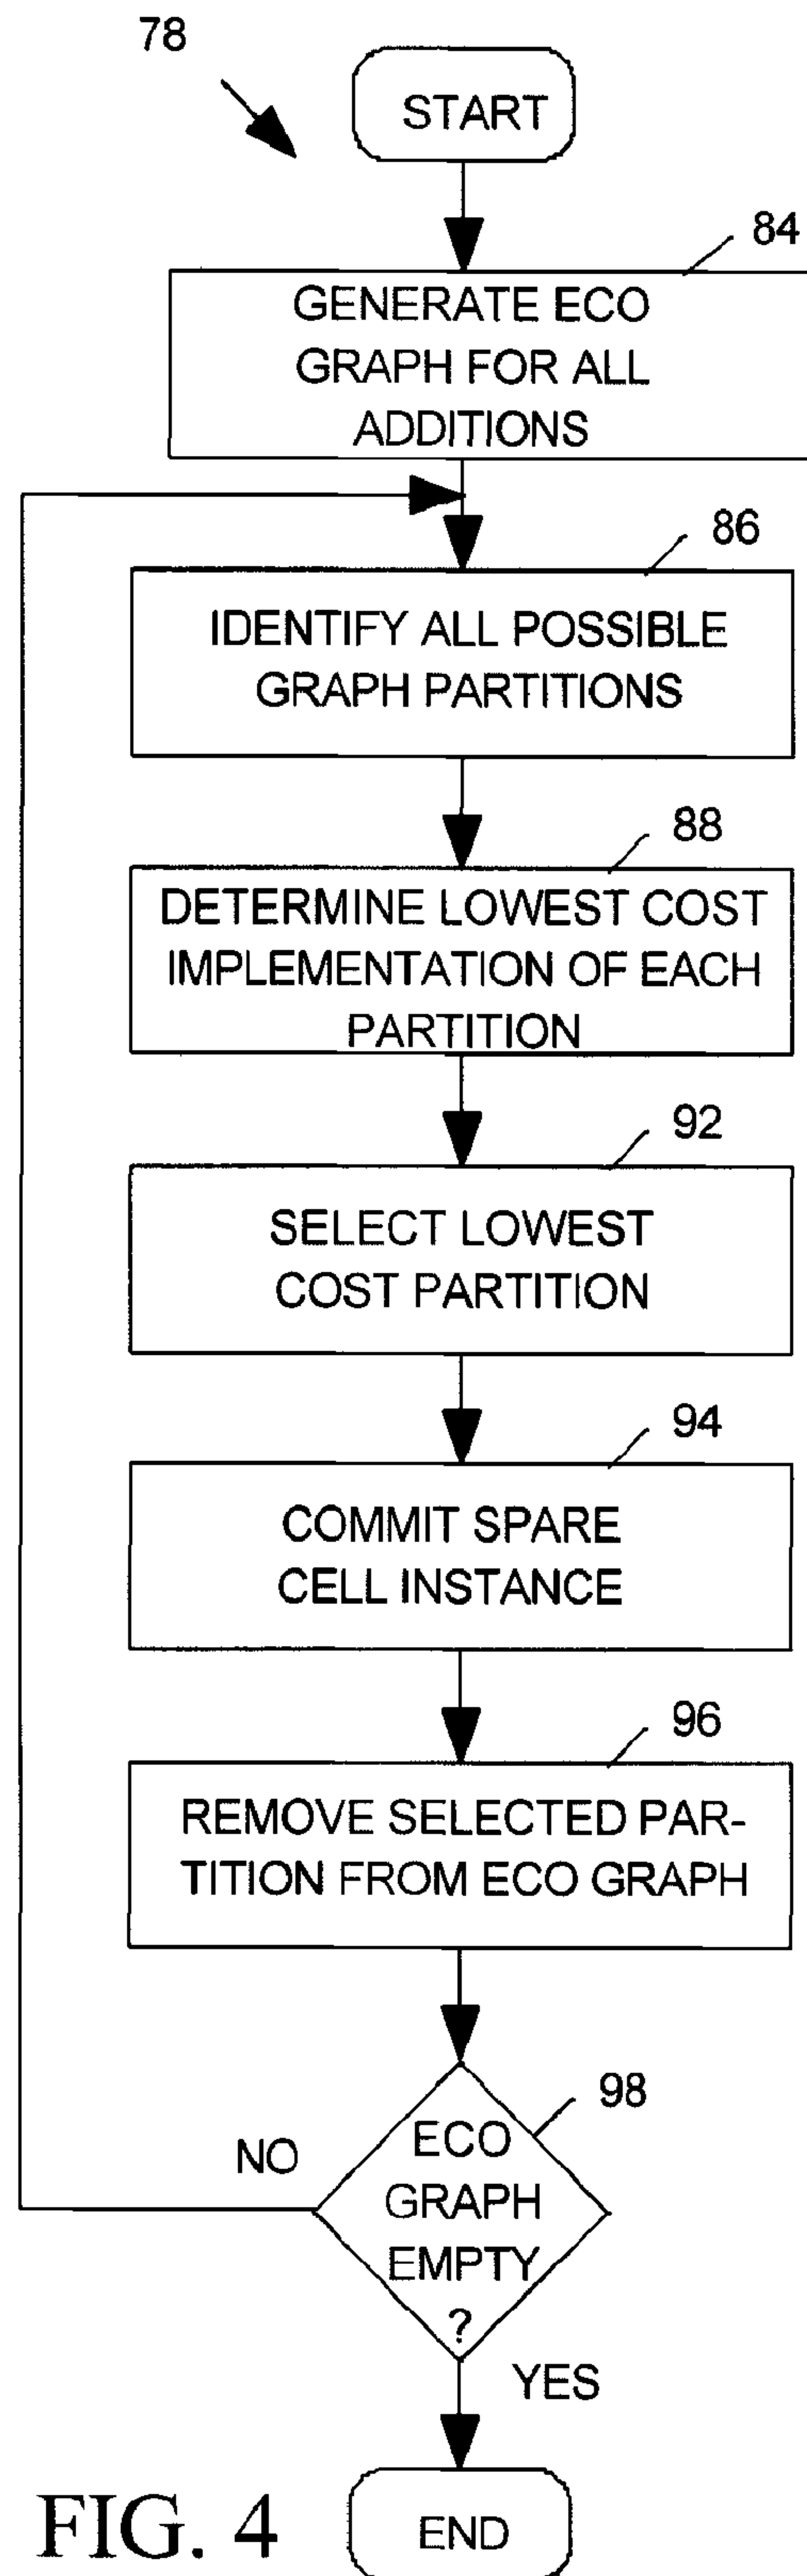 78
START
84
GENERATE ECO
GRAPH FOR ALL
ADDITIONS
86
IDENTIFY ALL POSSIBLE
GRAPH PARTITIONS
88
DETERMINE LOWEST COST
IMPLEMENTATION OF EACH
PARTITION
92
SELECT LOWEST
COST PARTITION
94
COMMIT SPARE
CELL INSTANCE
96
REMOVE SELECTED PAR-
TITION FROM ECO GRAPH
98
ECO
GRAPH
EMPTY
?
NO
YES
END
FIG. 4